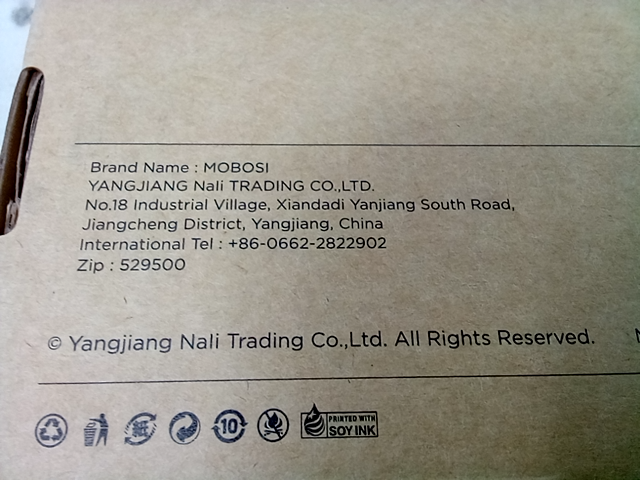 Brand Name : MOBOSI
YANGJIANG Nali TRADING CO.,LTD.
No.18 Industrial Village, Xiandadi Yanjiang South Road,
Jiangcheng District, Yangjiang, China
International Tel : +86-0662-2822902
Zip : 529500
© Yangjiang Nali Trading Co.,Ltd. All Rights Reserved.
紙
10
PRINTED WITH
SOY INK